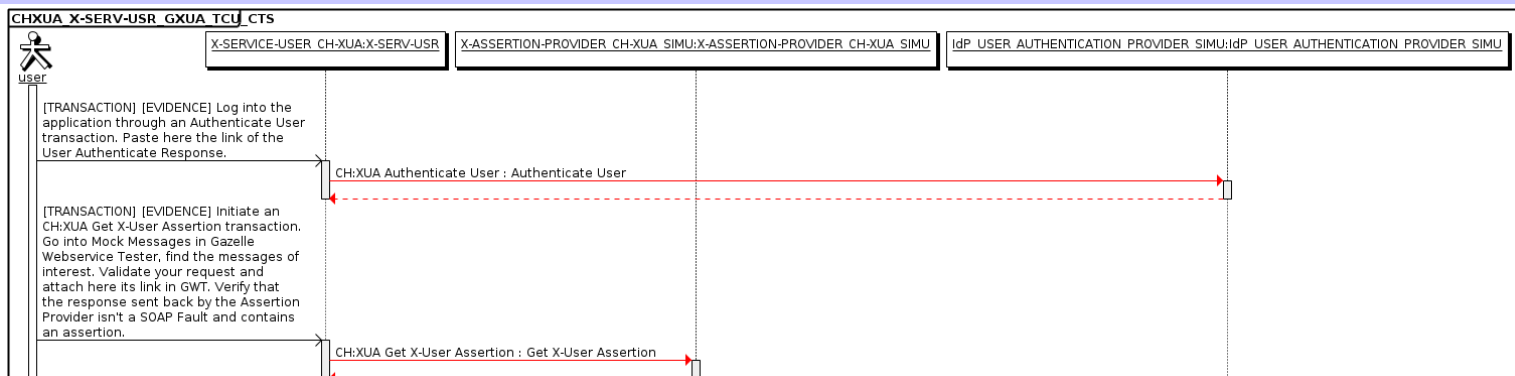 CHXUA_X-SERV-USR_GXUA_TCU_CTS
user
X-SERVICE-USER_CH-XUA:X-SERV-USR
X-ASSERTION-PROVIDER_CH-XUA_SIMU:X-ASSERTION-PROVIDER_CH-XUA_SIMU
IdP_USER_AUTHENTICATION_PROVIDER_SIMU:IdP_USER_AUTHENTICATION_PROVIDER_SIMU
[TRANSACTION] [EVIDENCE] Log into the
application through an Authenticate User
transaction. Paste here the link of the
User Authenticate Response.
CH:XUA Authenticate User : Authenticate User
[TRANSACTION] [EVIDENCE] Initiate an
CH:XUA Get X-User Assertion transaction.
Go into Mock Messages in Gazelle
Webservice Tester, find the messages of
interest. Validate your request and
attach here its link in GWT. Verify that
the response sent back by the Assertion
Provider isn't a SOAP Fault and contains
an assertion.
CH:XUA Get X-User Assertion : Get X-User Assertion